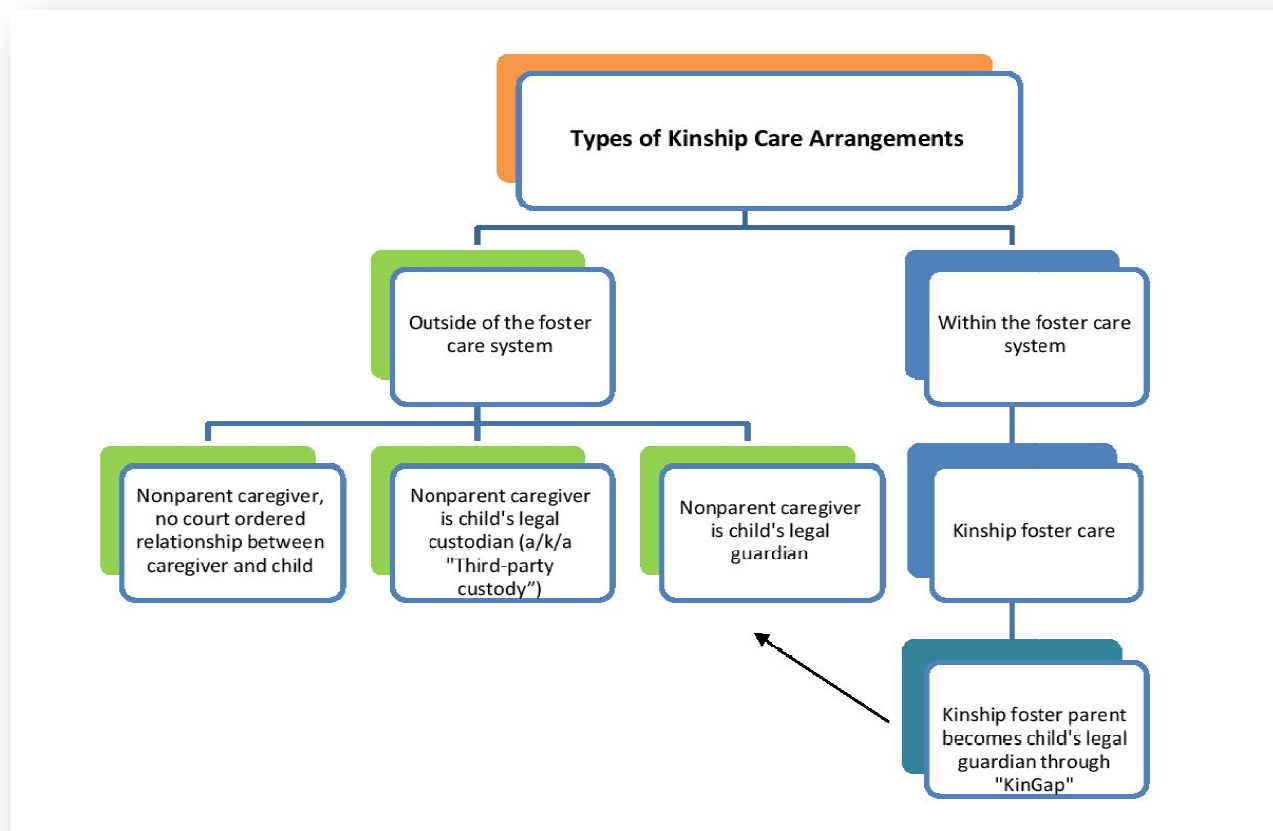 Types of Kinship Care Arrangements
Outside of the foster
care system
Within the foster care
system
Nonparent caregiver,
no court ordered
relationship between
caregiver and child
Nonparent caregiver
is child's legal
custodian (a/k/a
"Third-party
custody”)
Nonparent caregiver
is child's legal
guardian
Kinship foster care
Kinship foster parent
becomes child's legal
guardian through
"KinGap"